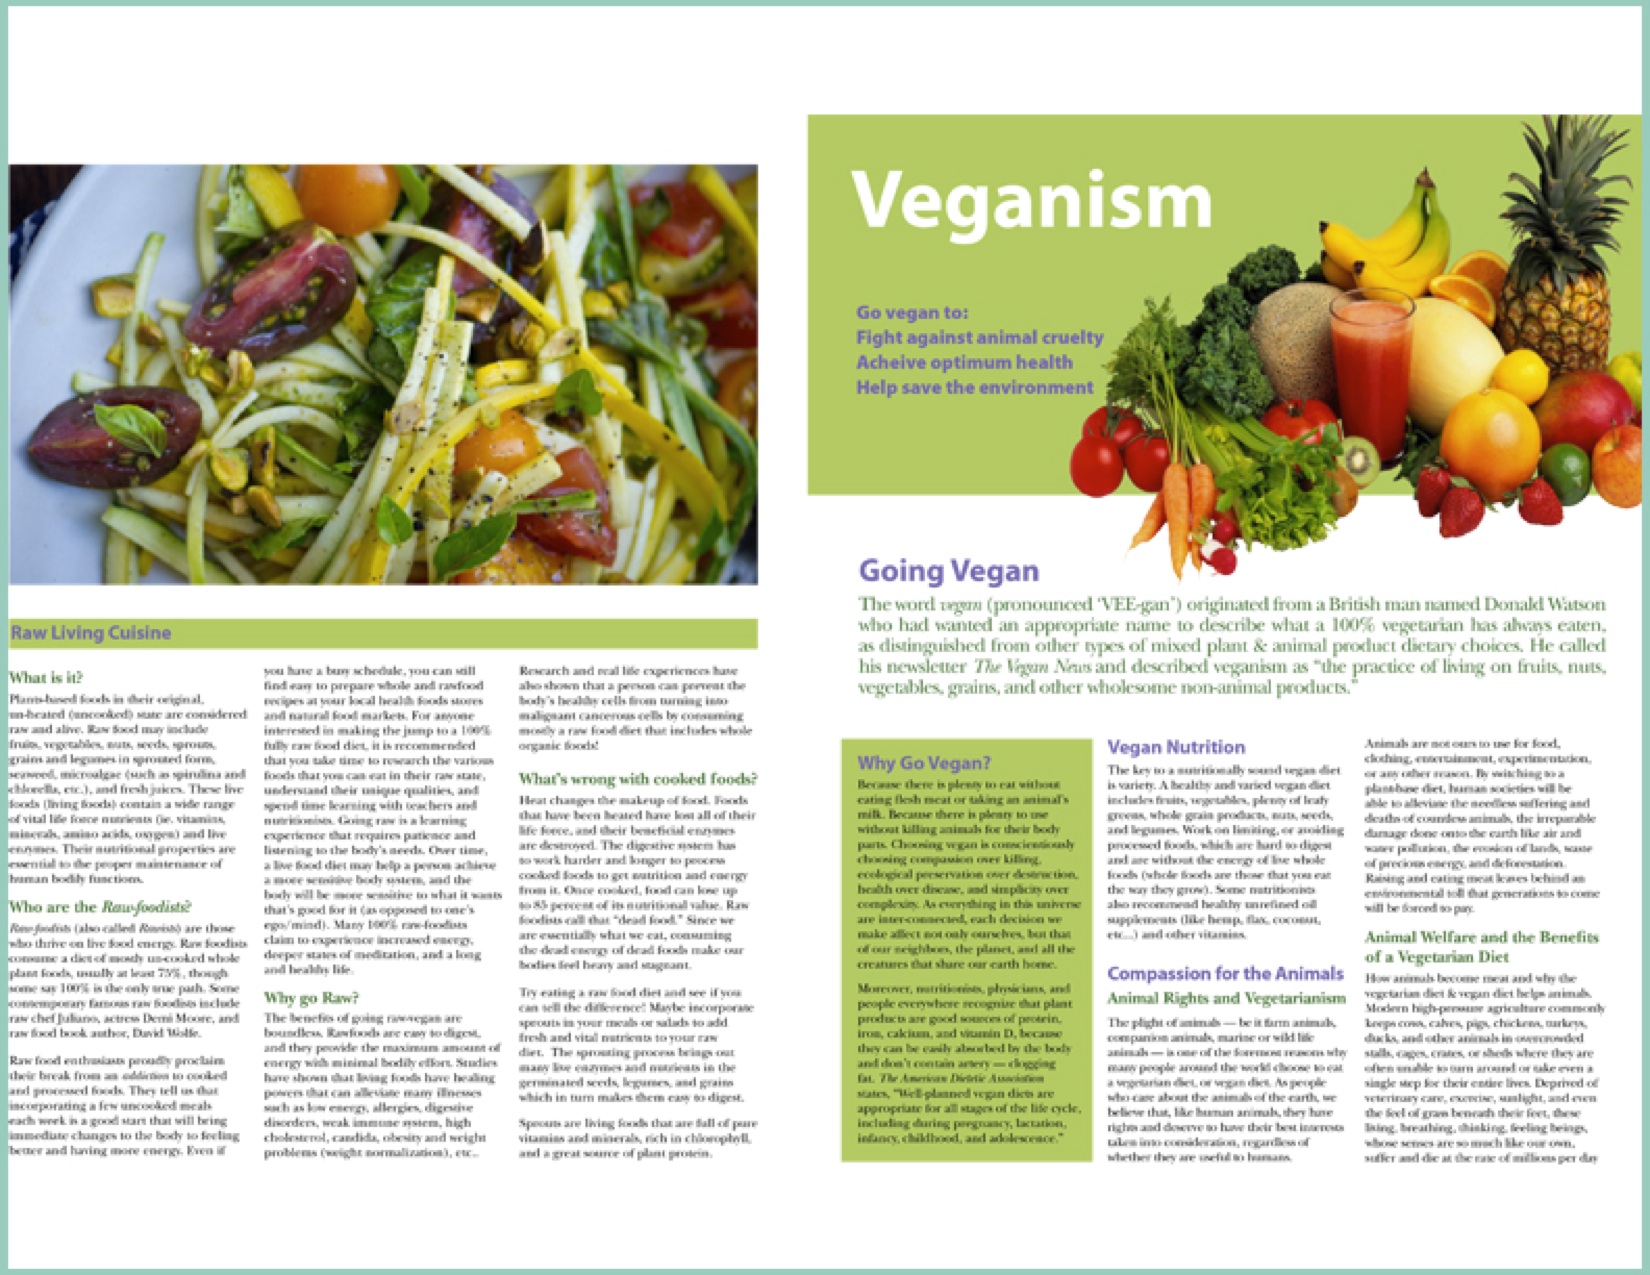 Raw Living Cuisine
What is it?
Plants-based foods in their original,
un-heated (uncooked) state are considered
raw and alive. Raw food may include
fruits, vegetables, nuts, seeds, sprouts,
grains and legumes in sprouted form,
seaweed, microalgae (such as spirulina and
chlorella, etc.), and fresh juices. These live
foods (living foods) contain a wide range
of vital life force nutrients (ie. vitamins,
minerals, amino acids, oxygen) and live
enzymes. Their nutritional properties are
essential to the proper maintenance of
human bodily functions.
Who are the Raw-foodists?
Raw-foodists (also called Rawists) are those
who thrive on live food energy. Raw foodists
consume a diet of mostly un-cooked whole
plant foods, usually at least 75%, though
some say 100% is the only true path. Some
contemporary famous raw foodists include
raw chef Juliano, actress Demi Moore, and
raw food book author, David Wolfe.
Raw food enthusiasts proudly proclaim
their break from an addiction to cooked
and processed foods. They tell us that
incorporating a few uncooked meals
each week is a good start that will bring
immediate changes to the body to feeling
better and having more energy. Even if
you have a busy schedule, you can still
find easy to prepare whole and rawfood
recipes at your local health foods stores
and natural food markets. For anyone
interested in making the jump to a 100%
fully raw food diet, it is recommended
that you take time to research the various
foods that you can eat in their raw state,
understand their unique qualities, and
spend time learning with teachers and
nutritionists. Going raw is a learning
experience that requires patience and
listening to the body's needs. Over time,
a live food diet may help a person achieve
a more sensitive body system, and the
body will be more sensitive to what it wants
that's good for it (as opposed to one's
ego/mind). Many 100% raw-foodists
claim to experience increased energy,
deeper states of meditation, and a long
and healthy life.
Why go Raw?
The benefits of going raw-vegan are
boundless. Rawfoods are easy to digest,
and they provide the maximum amount of
energy with minimal bodily effort. Studies
have shown that living foods have healing
powers that can alleviate many illnesses
such as low energy, allergies, digestive
disorders, weak immune system, high
cholesterol, candida, obesity and weight
problems (weight normalization), etc..
Research and real life experiences have
also shown that a person can prevent the
body's healthy cells from turning into
malignant cancerous cells by consuming
mostly a raw food diet that includes whole
organic foods!
What's wrong with cooked foods?
Heat changes the makeup of food. Foods
that have been heated have lost all of their
life force, and their beneficial enzymes
are destroyed. The digestive system has
to work harder and longer to process
cooked foods to get nutrition and energy
from it. Once cooked, food can lose up
to 85 percent of its nutritional value. Raw
foodists call that "dead food." Since we
are essentially what we eat, consuming
the dead energy of dead foods make our
bodies feel heavy and stagnant.
Try eating a raw food diet and see if you
can tell the difference! Maybe incorporate
sprouts in your meals or salads to add
fresh and vital nutrients to your raw
diet. The sprouting process brings out
many live enzymes and nutrients in the
germinated seeds, legumes, and grains
which in turn makes them easy to digest.
Sprouts are living foods that are full of pure
vitamins and minerals, rich in chlorophyll,
and a great source of plant protein.
Veganism
Go vegan to:
Fight against animal cruelty
Acheive optimum health
Help save the environment
Going Vegan
The word vegan (pronounced 'VEE-gan') originated from a British man named Donald Watson
who had wanted an appropriate name to describe what a 100% vegetarian has always eaten,
as distinguished from other types of mixed plant & animal product dietary choices. He called
his newsletter The Vegan News and described veganism as "the practice of living on fruits, nuts,
vegetables, grains, and other wholesome non-animal products."
Why Go Vegan?
Because there is plenty to eat without
eating flesh meat or taking an animal's
milk. Because there is plenty to use
without killing animals for their body
parts. Choosing vegan is conscientiously
choosing compassion over killing,
ecological preservation over destruction,
health over disease, and simplicity over
complexity. As everything in this universe
are inter-connected, each decision we
make affect not only ourselves, but that
of our neighbors, the planet, and all the
creatures that share our earth home.
Moreover, nutritionists, physicians, and
people everywhere recognize that plant
products are good sources of protein,
iron, calcium, and vitamin D, because
they can be easily absorbed by the body
and don't contain artery — clogging
fat. The American Dietetic Association
states, "Well-planned vegan diets are
appropriate for all stages of the life cycle,
including during pregnancy, lactation,
infancy, childhood, and adolescence."
Vegan Nutrition
The key to a nutritionally sound vegan diet
is variety. A healthy and varied vegan diet
includes fruits, vegetables, plenty of leafy
greens, whole grain products, nuts, seeds,
and legumes. Work on limiting, or avoiding
processed foods, which are hard to digest
and are without the energy of live whole
foods (whole foods are those that you eat
the way they grow). Some nutritionists
also recommend healthy unrefined oil
supplements (like hemp, flax, coconut,
etc...) and other vitamins.
Compassion for the Animals
Animal Rights and Vegetarianism
The plight of animals — be it farm animals,
companion animals, marine or wild life
animals — is one of the foremost reasons why
many people around the world choose to eat
a vegetarian diet, or vegan diet. As people
who care about the animals of the earth, we
believe that, like human animals, they have
rights and deserve to have their best interests
taken into consideration, regardless of
whether they are useful to humans.
Animals are not ours to use for food,
clothing, entertainment, experimentation,
or any other reason. By switching to a
plant-base diet, human societies will be
able to alleviate the needless suffering and
deaths of countless animals, the irreparable
damage done onto the earth like air and
water pollution, the erosion of lands, waste
of precious energy, and deforestation.
Raising and eating meat leaves behind an
environmental toll that generations to come
will be forced to pay.
Animal Welfare and the Benefits
of a Vegetarian Diet
How animals become meat and why the
vegetarian diet & vegan diet helps animals.
Modern high-pressure agriculture commonly
keeps cows, calves, pigs, chickens, turkeys,
ducks, and other animals in overcrowded
stalls, cages, crates, or sheds where they are
often unable to turn around or take even a
single step for their entire lives. Deprived of
veterinary care, exercise, sunlight, and even
the feel of grass beneath their feet, these
living, breathing, thinking, feeling beings,
whose senses are so much like our own,
suffer and die at the rate of millions per day